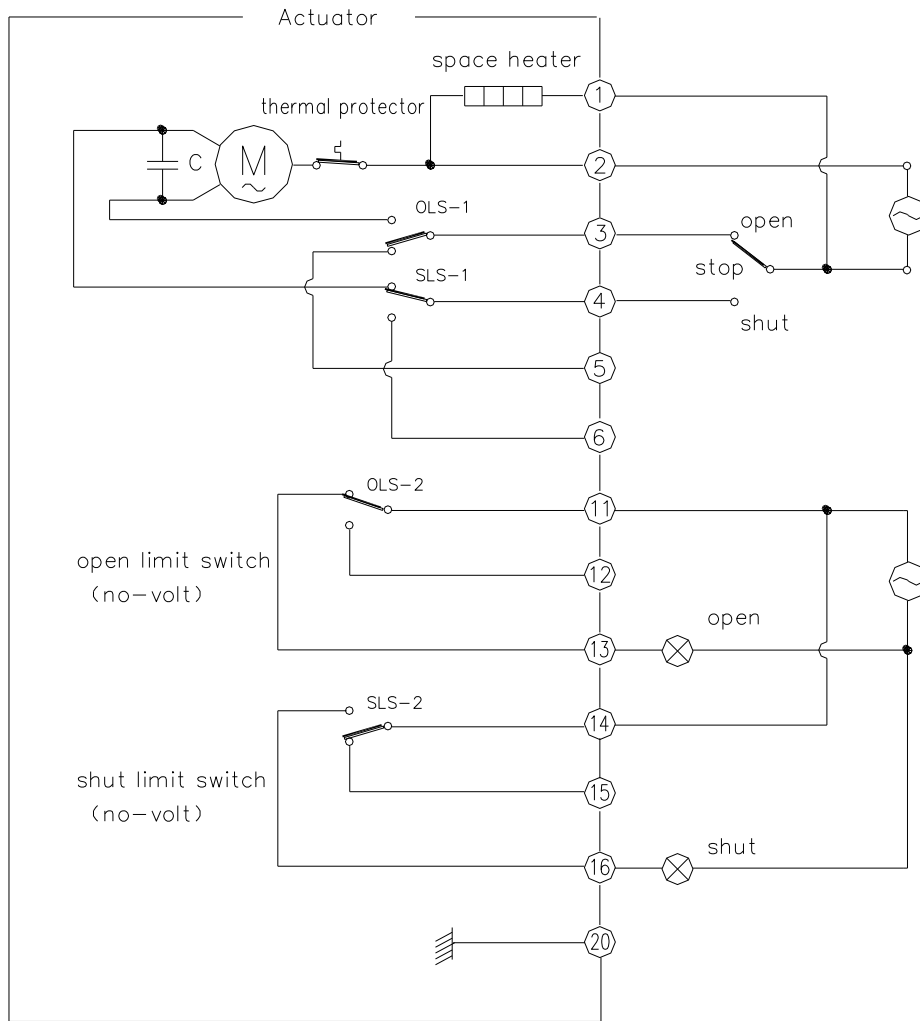 Actuator
space heater
1
thermal protector
C
M
2
OLS-1
3
open
stop
SLS-1
4
shut
5
6
OLS-2
11
open limit switch
(no-volt)
12
open
13
SLS-2
14
shut limit switch
(no-volt)
15
shut
16
20